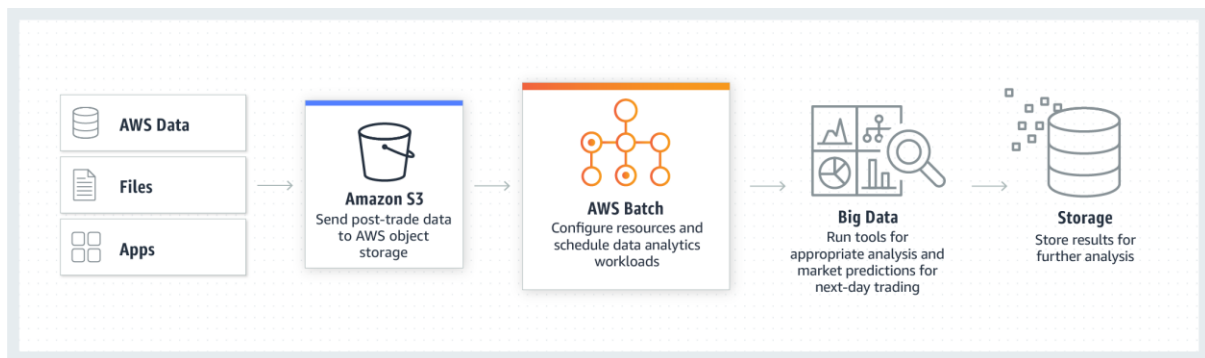 AWS Data
Files
Apps
Amazon S3
Send post-trade data
to AWS object
storage
AWS Batch
Configure resources and
schedule data analytics
workloads
Big Data
Run tools for
appropriate analysis and
market predictions for
next-day trading
Storage
Store results for
further analysis